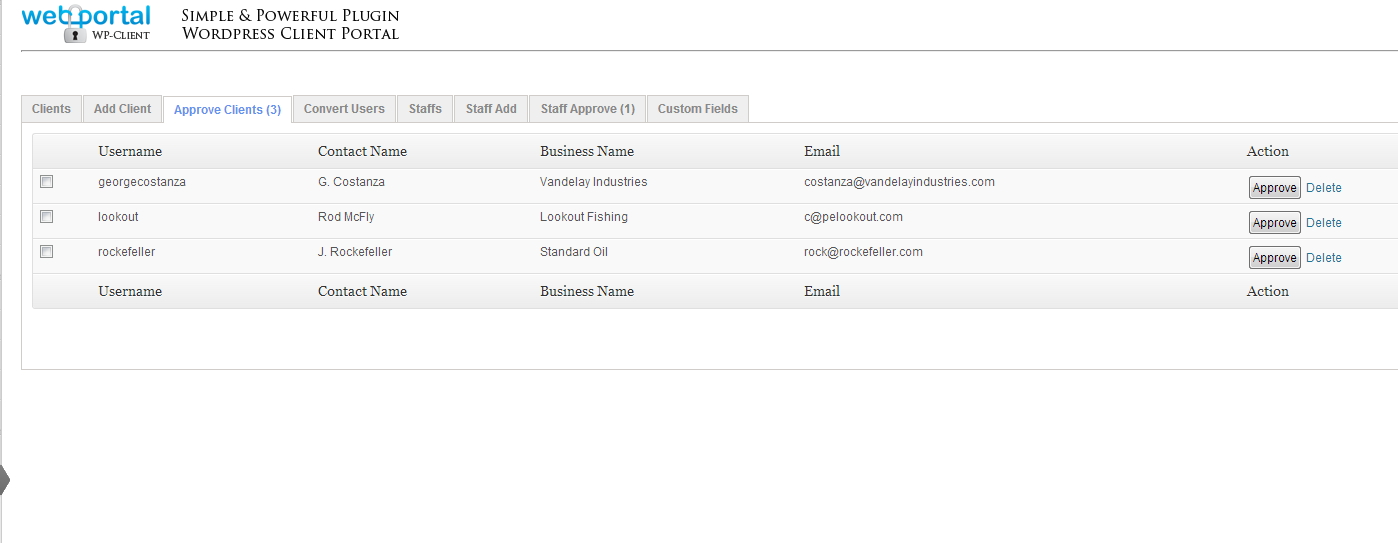 webportal SIMPLE & POWERFUL PLUGIN
WP-CLIENT WORDPRESS CLIENT PORTAL
Clients Add Client Approve Clients (3) Convert Users Staffs Staff Add Staff Approve (1) Custom Fields
Username Contact Name Business Name Email Action
georgecostanza G. Costanza Vandelay Industries costanza@vandelayindustries.com Approve Delete
lookout Rod McFly Lookout Fishing c@pelookout.com Approve Delete
rockefeller J. Rockefeller Standard Oil rock@rockefeller.com Approve Delete
Username Contact Name Business Name Email Action